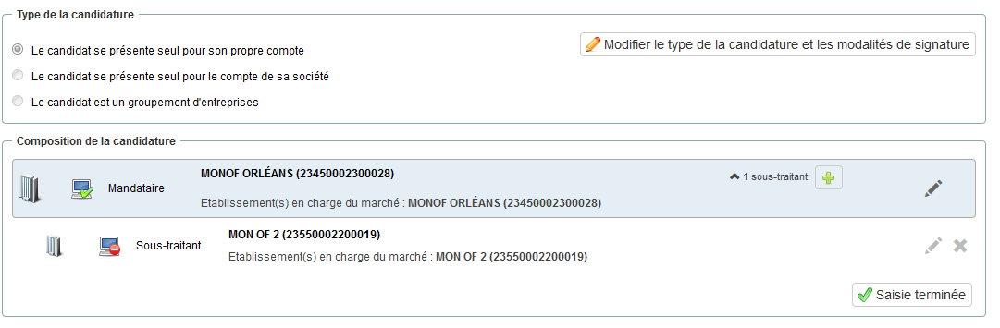 Type de la candidature
Le candidat se présente seul pour son propre compte
Modifier le type de la candidature et les modalités de signature
Le candidat se présente seul pour le compte de sa société
Le candidat est un groupement d'entreprises
Composition de la candidature
Mandataire
MONOF ORLÉANS (23450002300028)
Etablissement(s) en charge du marché : MONOF ORLÉANS (23450002300028)
1 sous-traitant
Sous-traitant
MON OF 2 (23550002200019)
Etablissement(s) en charge du marché : MON OF 2 (23550002200019)
Saisie terminée